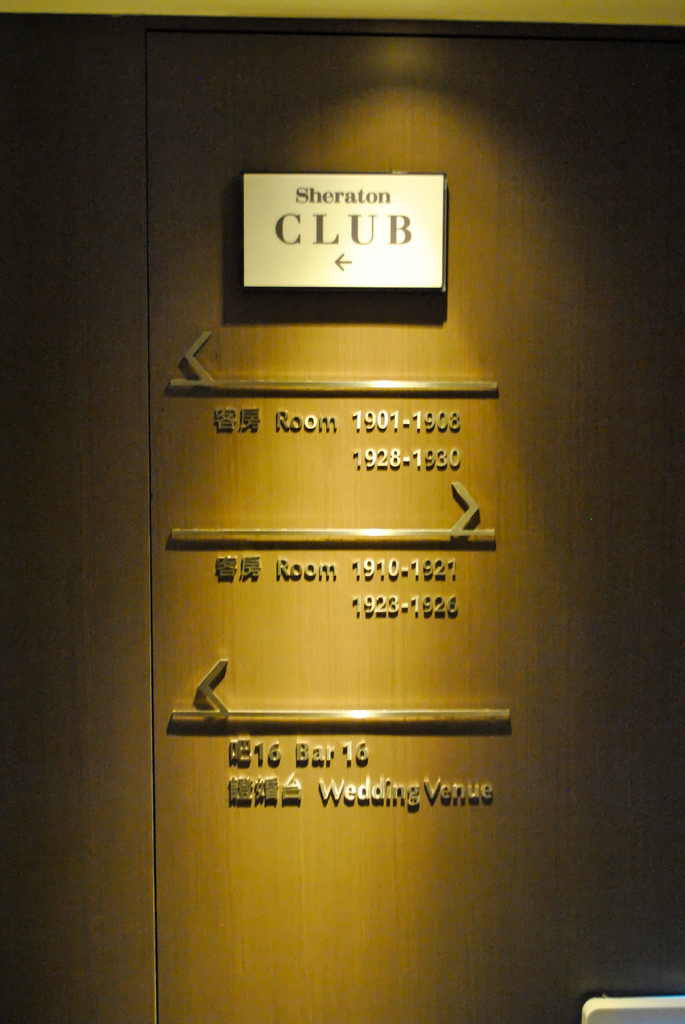 Sheraton
CLUB
←
客房 Room 1901-1908
1928-1930
客房 Room 1910-1921
1923-1926
吧16 Bar 16
證婚台 Wedding Venue